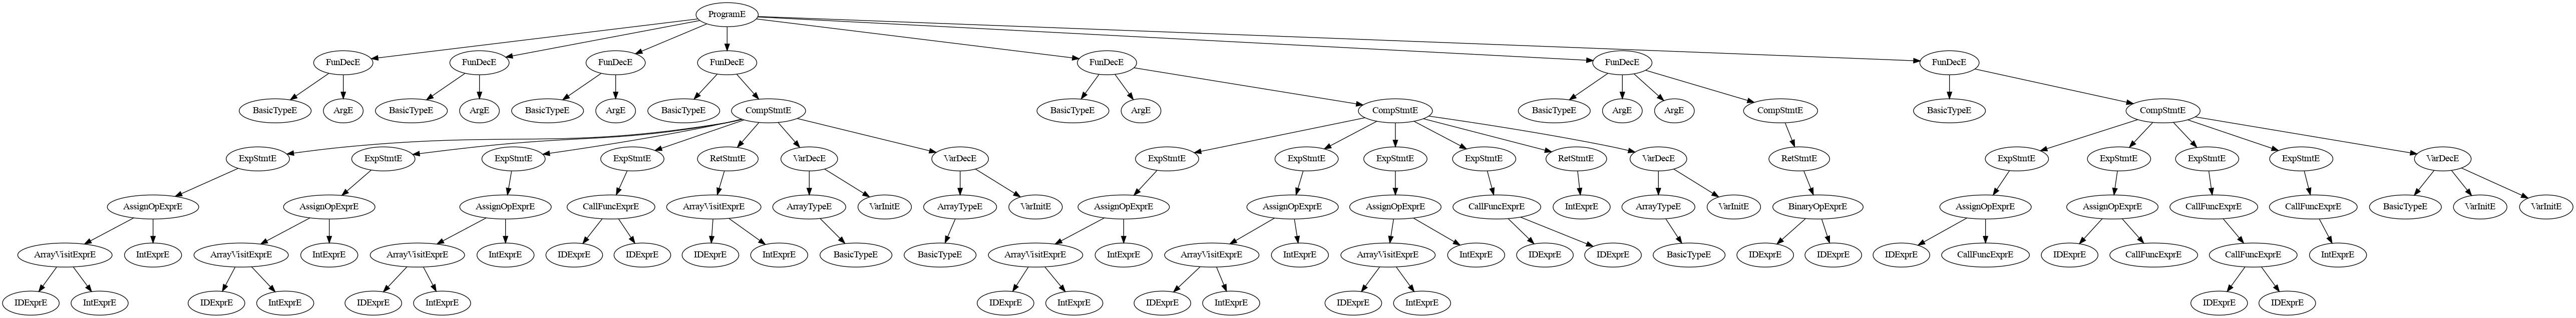 ProgramE
FunDecE FunDecE FunDecE FunDecE FunDecE FunDecE FunDecE
BasicTypeE ArgE BasicTypeE ArgE BasicTypeE ArgE BasicTypeE CompStmtE BasicTypeE ArgE CompStmtE BasicTypeE ArgE ArgE CompStmtE BasicTypeE CompStmtE
ExpStmtE ExpStmtE ExpStmtE ExpStmtE RetStmtE VarDecE VarDecE ExpStmtE ExpStmtE ExpStmtE ExpStmtE RetStmtE VarDecE RetStmtE ExpStmtE ExpStmtE ExpStmtE ExpStmtE VarDecE
AssignOpExprE AssignOpExprE AssignOpExprE CallFuncExprE ArrayVisitExprE ArrayTypeE VarInitE ArrayTypeE VarInitE AssignOpExprE AssignOpExprE AssignOpExprE CallFuncExprE IntExprE ArrayTypeE VarInitE BinaryOpExprE AssignOpExprE AssignOpExprE CallFuncExprE CallFuncExprE BasicTypeE VarInitE VarInitE
ArrayVisitExprE IntExprE ArrayVisitExprE IntExprE ArrayVisitExprE IntExprE IDExprE IDExprE IDExprE IntExprE BasicTypeE BasicTypeE ArrayVisitExprE IntExprE ArrayVisitExprE IntExprE ArrayVisitExprE IntExprE IDExprE IDExprE BasicTypeE IDExprE IDExprE IDExprE CallFuncExprE IDExprE CallFuncExprE CallFuncExprE IntExprE
IDExprE IntExprE IDExprE IntExprE IDExprE IntExprE IDExprE IntExprE IDExprE IntExprE IDExprE IntExprE IDExprE IDExprE